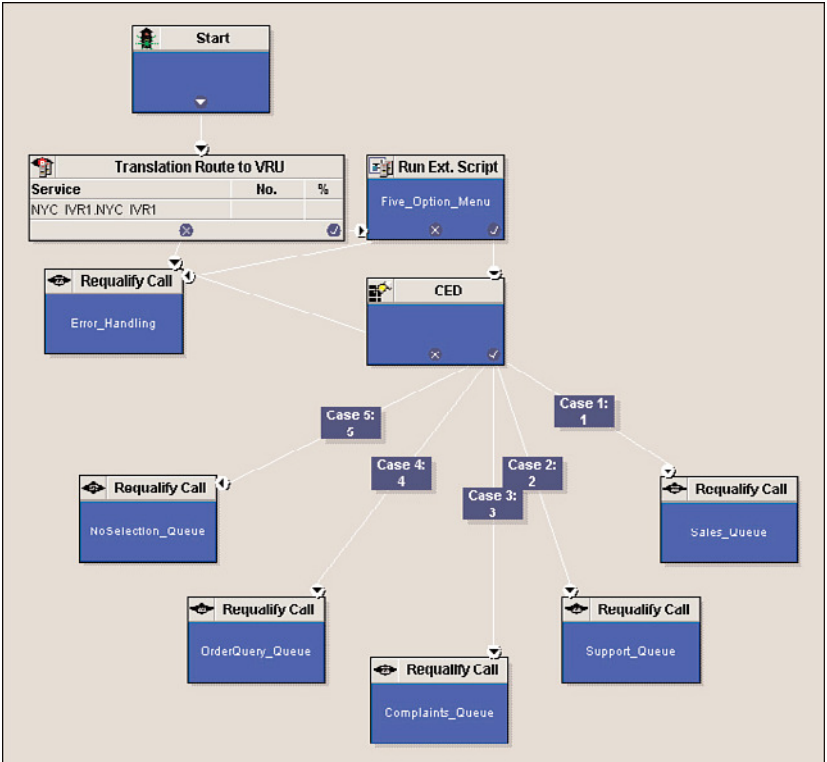 Start
Translation Route to VRU
Service No. %
NYC IVR1.NYC IVR1
Run Ext. Script
Five_Option_Menu
Requalify Call
Error_Handling
CED
Case 5:
5
Case 4:
4
Case 3:
3
Case 2:
2
Case 1:
1
Requalify Call
NoSelection_Queue
Requalify Call
OrderQuery_Queue
Requalify Call
Complaints_Queue
Requalify Call
Support_Queue
Requalify Call
Sales_Queue